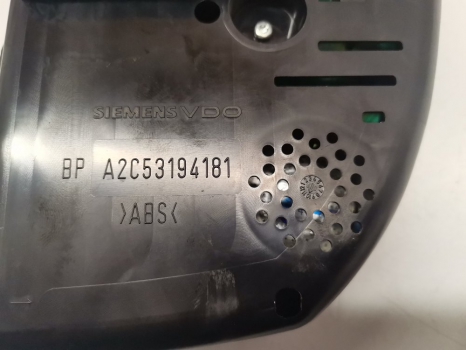 SIEMENS VDO
BP A2C53194181
>ABS<